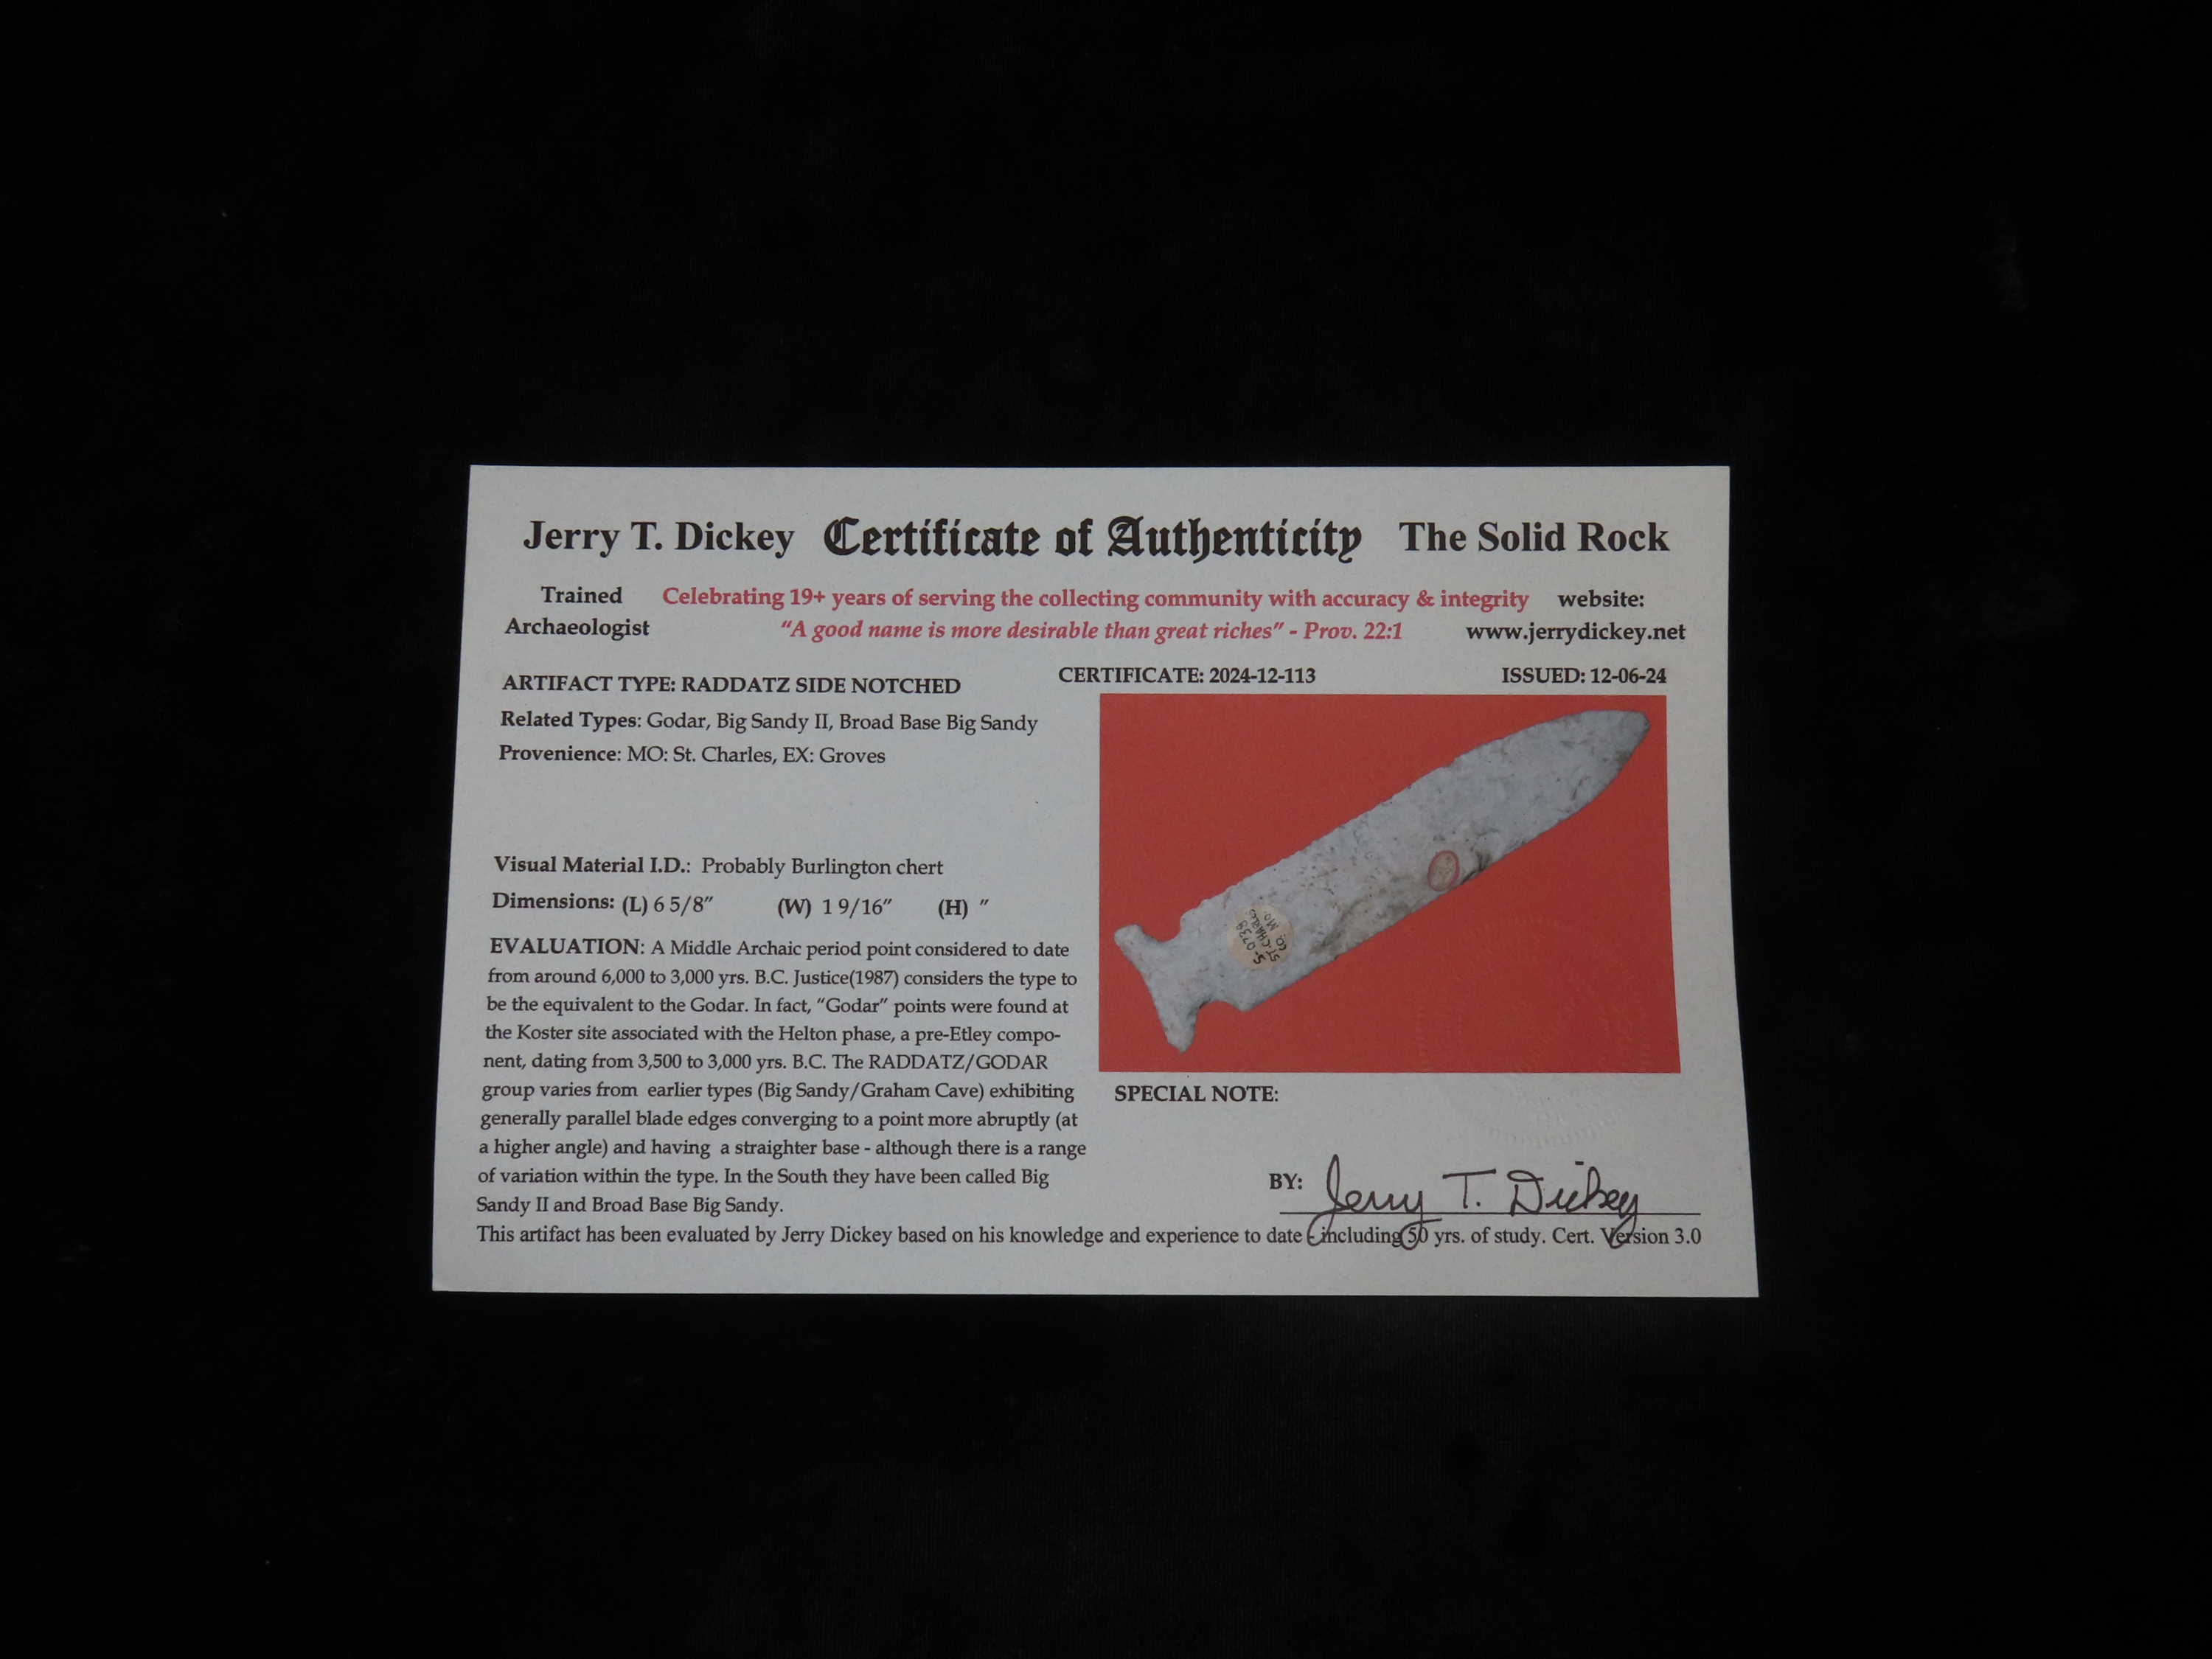 Jerry T. Dickey Certificate of Authenticity The Solid Rock
Trained Archaeologist
Celebrating 19+ years of serving the collecting community with accuracy & integrity
"A good name is more desirable than great riches" - Prov. 22:1
website:
www.jerrydickey.net
ARTIFACT TYPE: RADDATZ SIDE NOTCHED
Related Types: Godar, Big Sandy II, Broad Base Big Sandy
Provenience: MO: St. Charles, EX: Groves
Visual Material I.D.: Probably Burlington chert
Dimensions: (L) 6 5/8" (W) 1 9/16" (H) "
EVALUATION: A Middle Archaic period point considered to date
from around 6,000 to 3,000 yrs. B.C. Justice(1987) considers the type to
be the equivalent to the Godar. In fact, "Godar" points were found at
the Koster site associated with the Helton phase, a pre-Etley compo-
nent, dating from 3,500 to 3,000 yrs. B.C. The RADDATZ/GODAR
group varies from earlier types (Big Sandy/Graham Cave) exhibiting
generally parallel blade edges converging to a point more abruptly (at
a higher angle) and having a straighter base - although there is a range
of variation within the type. In the South they have been called Big
Sandy II and Broad Base Big Sandy.
CERTIFICATE: 2024-12-113 ISSUED: 12-06-24
S-0739
ST. CHARLES
CO. MO.
SPECIAL NOTE:
BY: Jerry T. Dickey
This artifact has been evaluated by Jerry Dickey based on his knowledge and experience to date - including 50 yrs. of study. Cert. Version 3.0